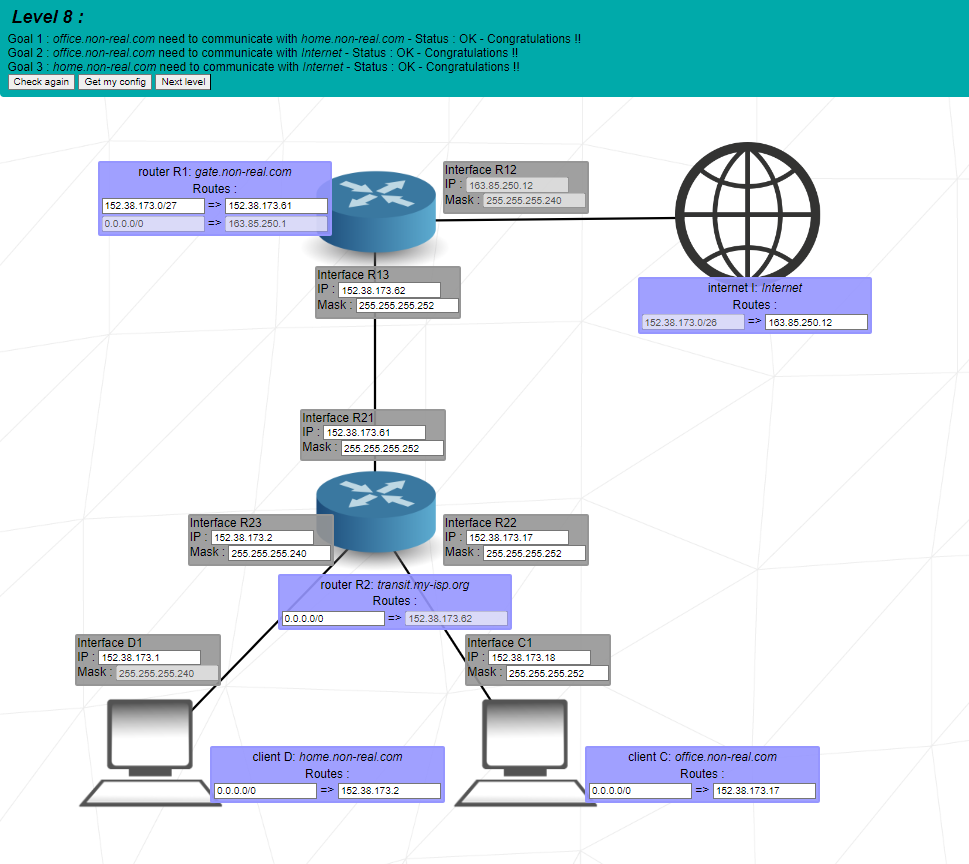 Level 8 :
Goal 1 : office.non-real.com need to communicate with home.non-real.com - Status : OK - Congratulations !!
Goal 2 : office.non-real.com need to communicate with Internet - Status : OK - Congratulations !!
Goal 3 : home.non-real.com need to communicate with Internet - Status : OK - Congratulations !!
Check again Get my config Next level
router R1: gate.non-real.com
Routes :
152.38.173.0/27 => 152.38.173.61
0.0.0.0/0 => 163.85.250.1
Interface R12
IP : 163.85.250.12
Mask : 255.255.255.240
Interface R13
IP : 152.38.173.62
Mask : 255.255.255.252
internet I: Internet
Routes :
152.38.173.0/26 => 163.85.250.12
Interface R21
IP : 152.38.173.61
Mask : 255.255.255.252
Interface R23
IP : 152.38.173.2
Mask : 255.255.255.240
Interface R22
IP : 152.38.173.17
Mask : 255.255.255.252
router R2: transit.my-isp.org
Routes :
0.0.0.0/0 => 152.38.173.62
Interface D1
IP : 152.38.173.1
Mask : 255.255.255.240
Interface C1
IP : 152.38.173.18
Mask : 255.255.255.252
client D: home.non-real.com
Routes :
0.0.0.0/0 => 152.38.173.2
client C: office.non-real.com
Routes :
0.0.0.0/0 => 152.38.173.17